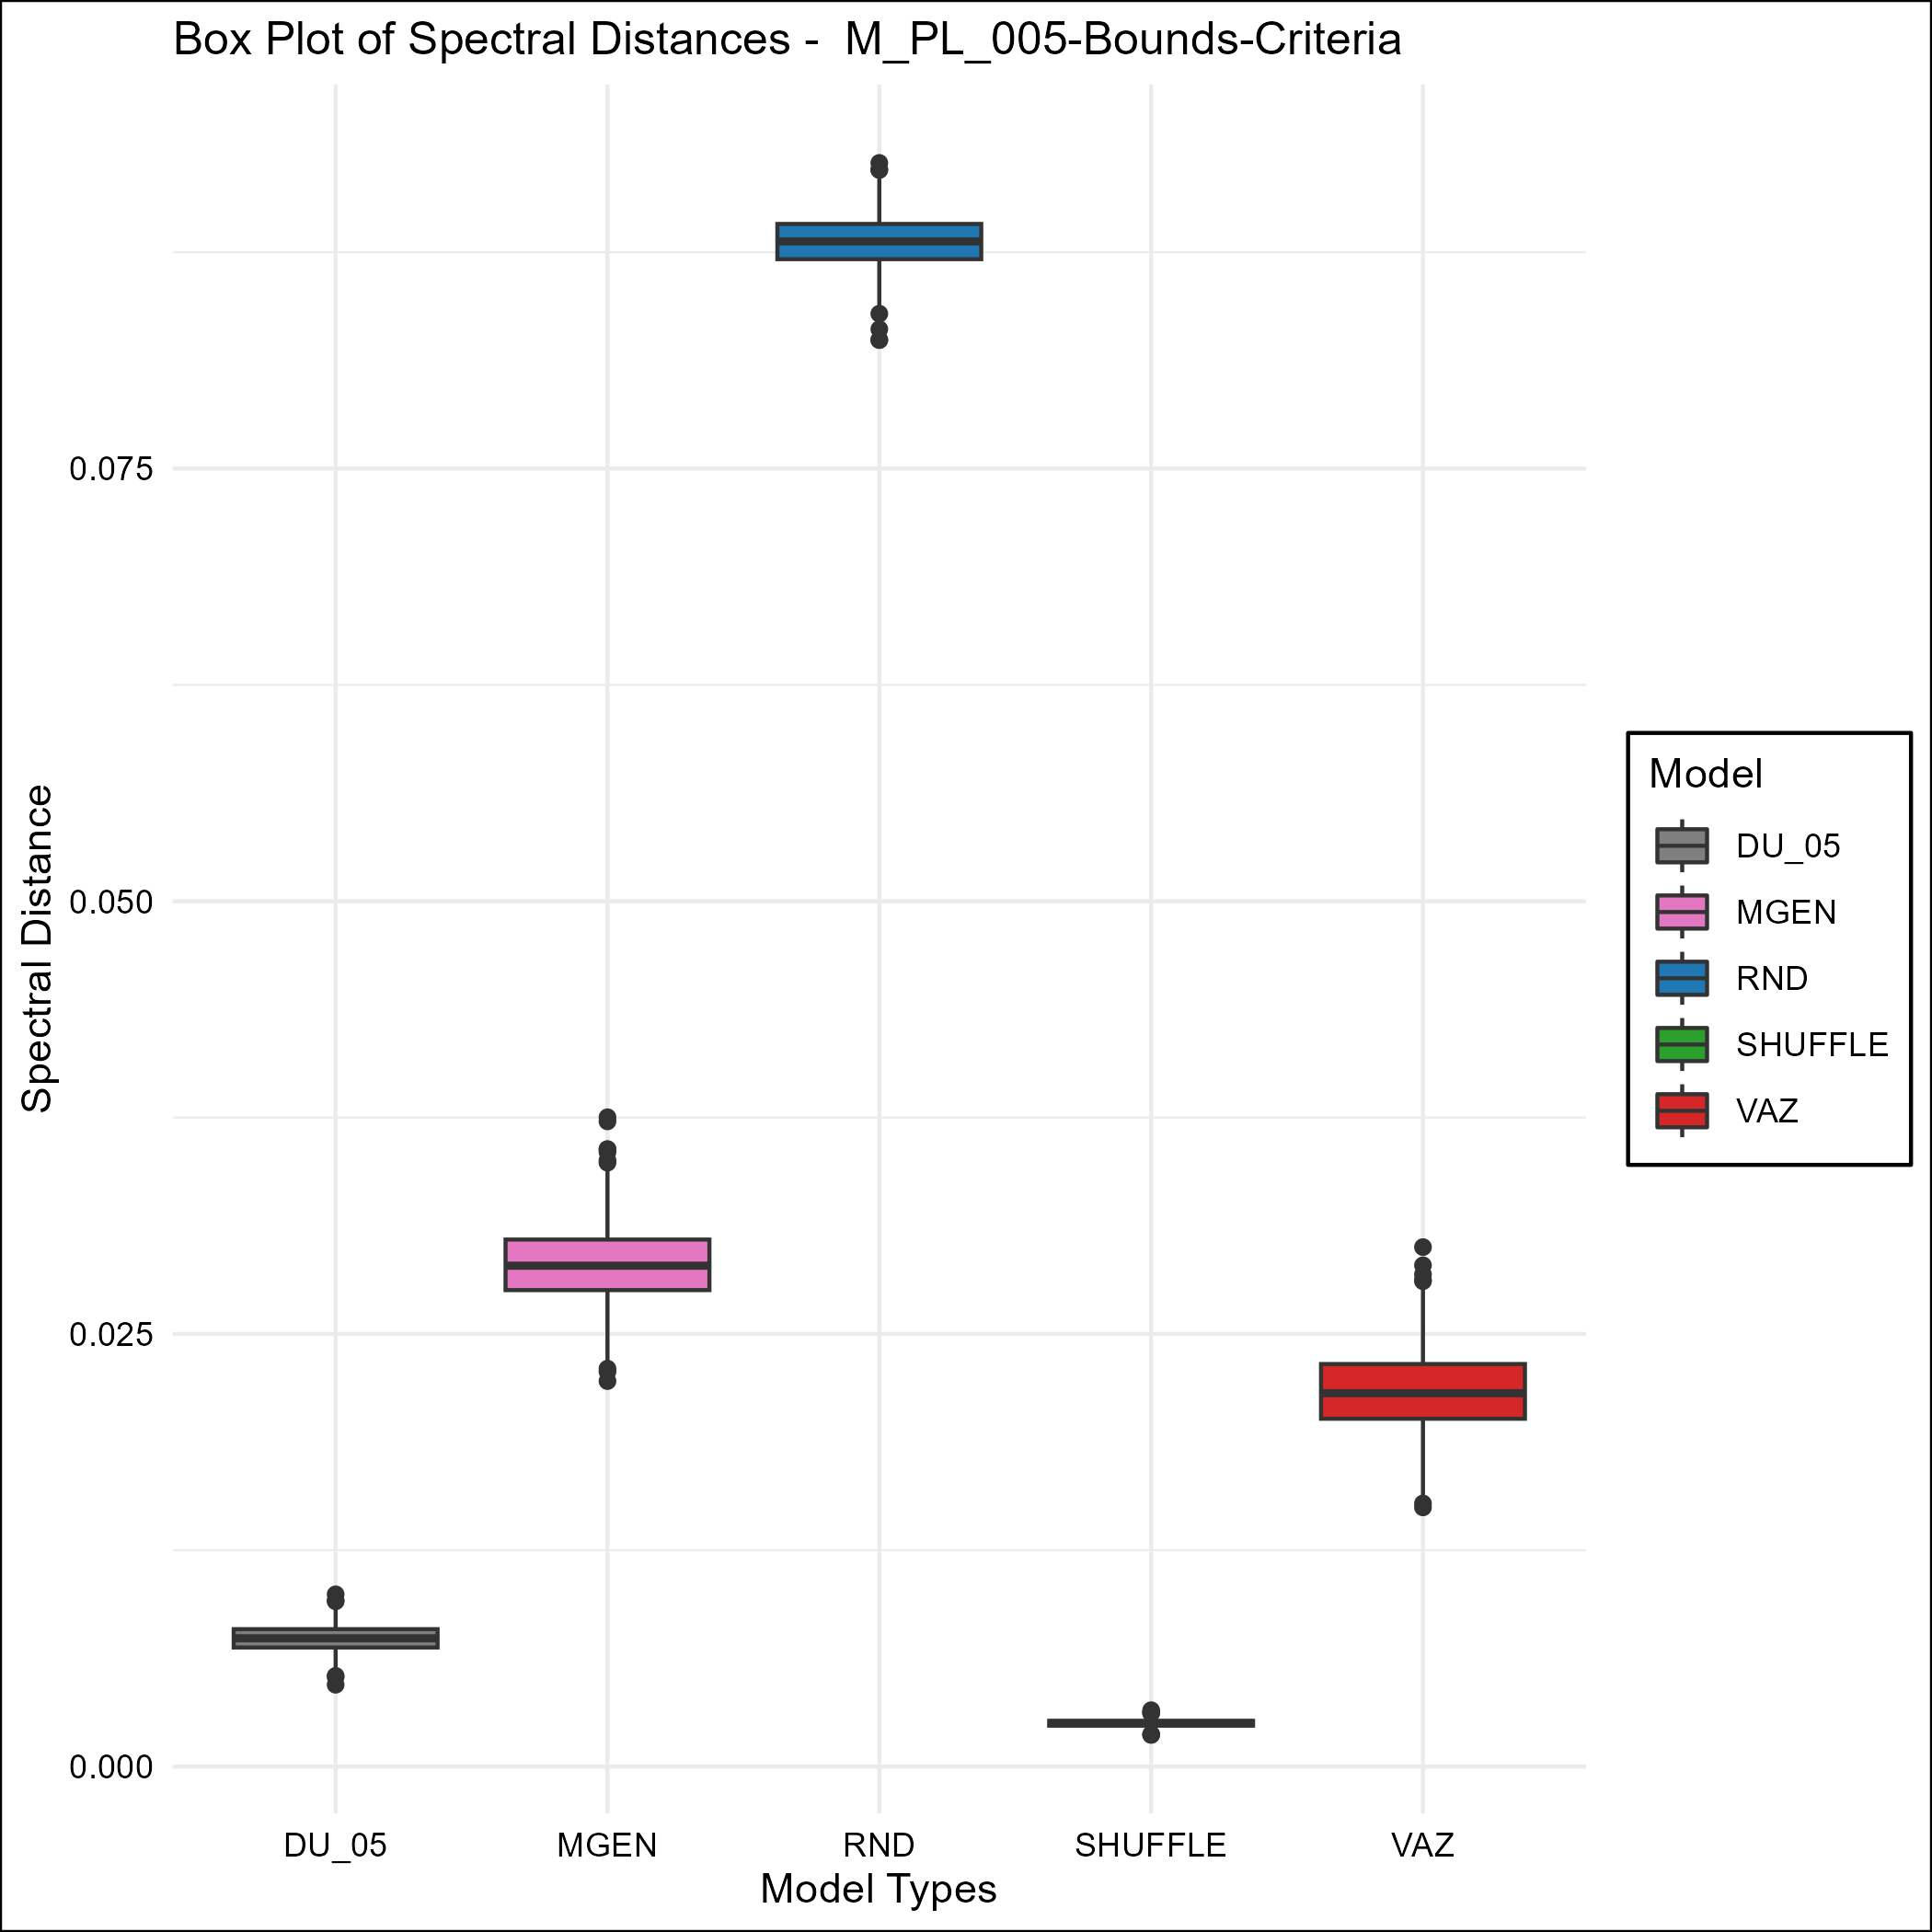 Box Plot of Spectral Distances -  M_PL_005-Bounds-Criteria
Spectral Distance
0.075
0.050
0.025
0.000
DU_05
MGEN
RND
SHUFFLE
VAZ
Model Types
Model
DU_05
MGEN
RND
SHUFFLE
VAZ